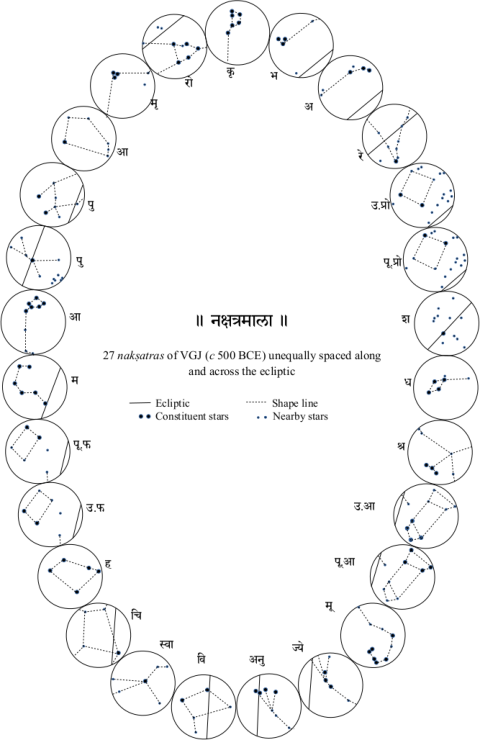 कृ
भ
अ
रे
उ.प्रो
पू.प्रो
श
ध
श्र
उ.आ
पू.आ
मू
ज्ये
अनु
वि
स्वा
चि
ह
उ.फ
पू.फ
म
आ
पु
पु
आ
मृ
रो
॥ नक्षत्रमाला ॥
27 nakṣatras of VGJ (c 500 BCE) unequally spaced along
and across the ecliptic
Ecliptic Shape line
Constituent stars Nearby stars